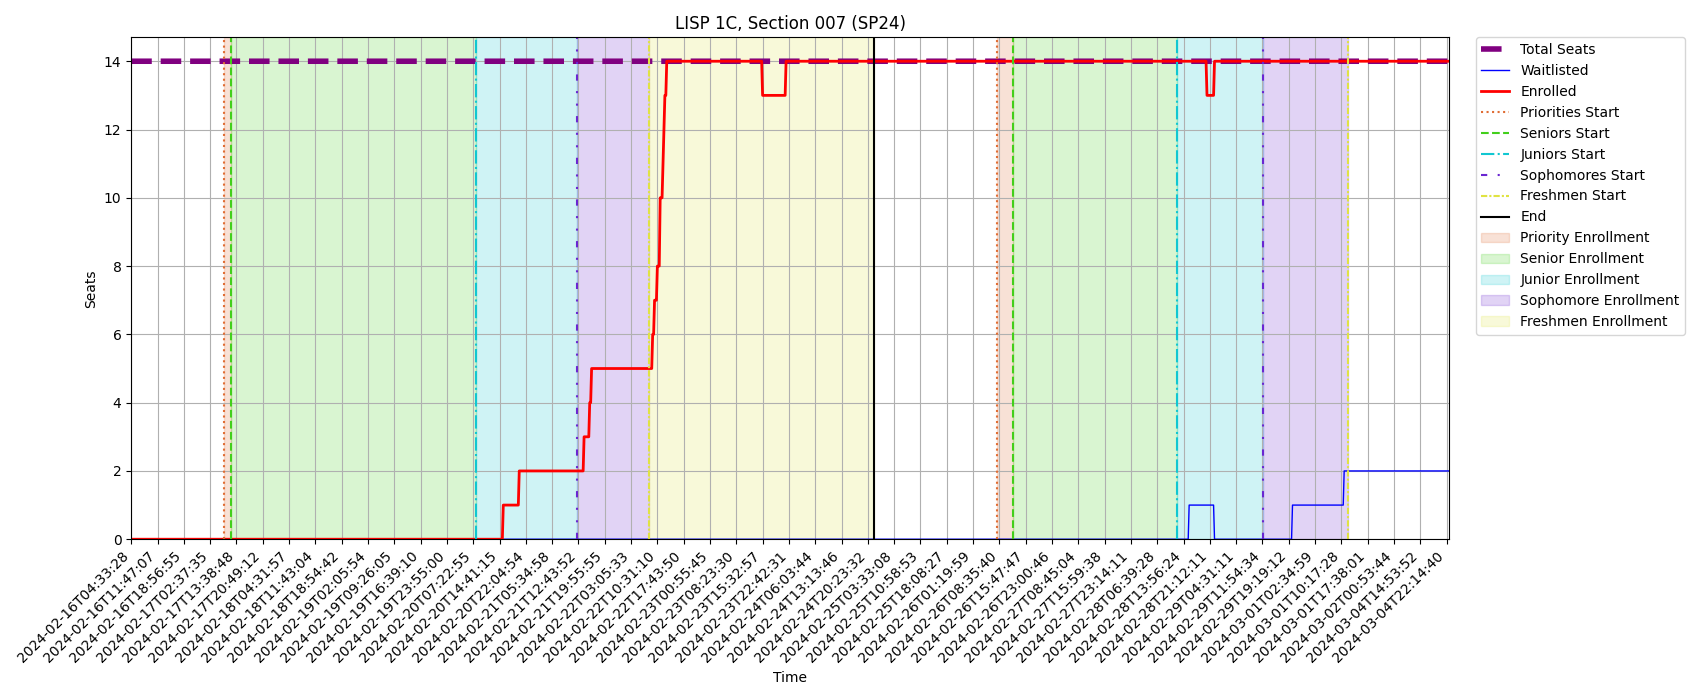 LISP 1C, Section 007 (SP24)
Seats
14
12
10
8
6
4
2
0
2024-02-16T04:33:28
2024-02-16T11:47:07
2024-02-16T18:56:55
2024-02-17T02:37:35
2024-02-17T13:38:48
2024-02-17T20:49:12
2024-02-18T04:31:57
2024-02-18T11:43:04
2024-02-18T18:54:42
2024-02-19T02:05:54
2024-02-19T09:26:05
2024-02-19T16:39:10
2024-02-19T23:55:00
2024-02-20T07:22:55
2024-02-20T14:41:15
2024-02-20T22:04:54
2024-02-21T05:34:58
2024-02-21T12:43:52
2024-02-21T19:55:55
2024-02-22T03:05:33
2024-02-22T10:31:10
2024-02-22T17:43:50
2024-02-23T00:55:45
2024-02-23T08:23:30
2024-02-23T15:32:57
2024-02-23T22:42:31
2024-02-24T06:03:44
2024-02-24T13:13:46
2024-02-24T20:23:32
2024-02-25T03:33:08
2024-02-25T10:58:53
2024-02-25T18:08:27
2024-02-26T01:19:59
2024-02-26T08:35:40
2024-02-26T15:47:47
2024-02-26T23:00:46
2024-02-27T08:45:04
2024-02-27T15:59:38
2024-02-27T23:14:11
2024-02-28T06:39:28
2024-02-28T13:56:24
2024-02-28T21:12:11
2024-02-29T04:31:11
2024-02-29T11:54:34
2024-02-29T19:19:12
2024-03-01T02:34:59
2024-03-01T10:17:28
2024-03-01T17:38:01
2024-03-02T00:53:44
2024-03-04T14:53:52
2024-03-04T22:14:40
Time
Total Seats
Waitlisted
Enrolled
Priorities Start
Seniors Start
Juniors Start
Sophomores Start
Freshmen Start
End
Priority Enrollment
Senior Enrollment
Junior Enrollment
Sophomore Enrollment
Freshmen Enrollment